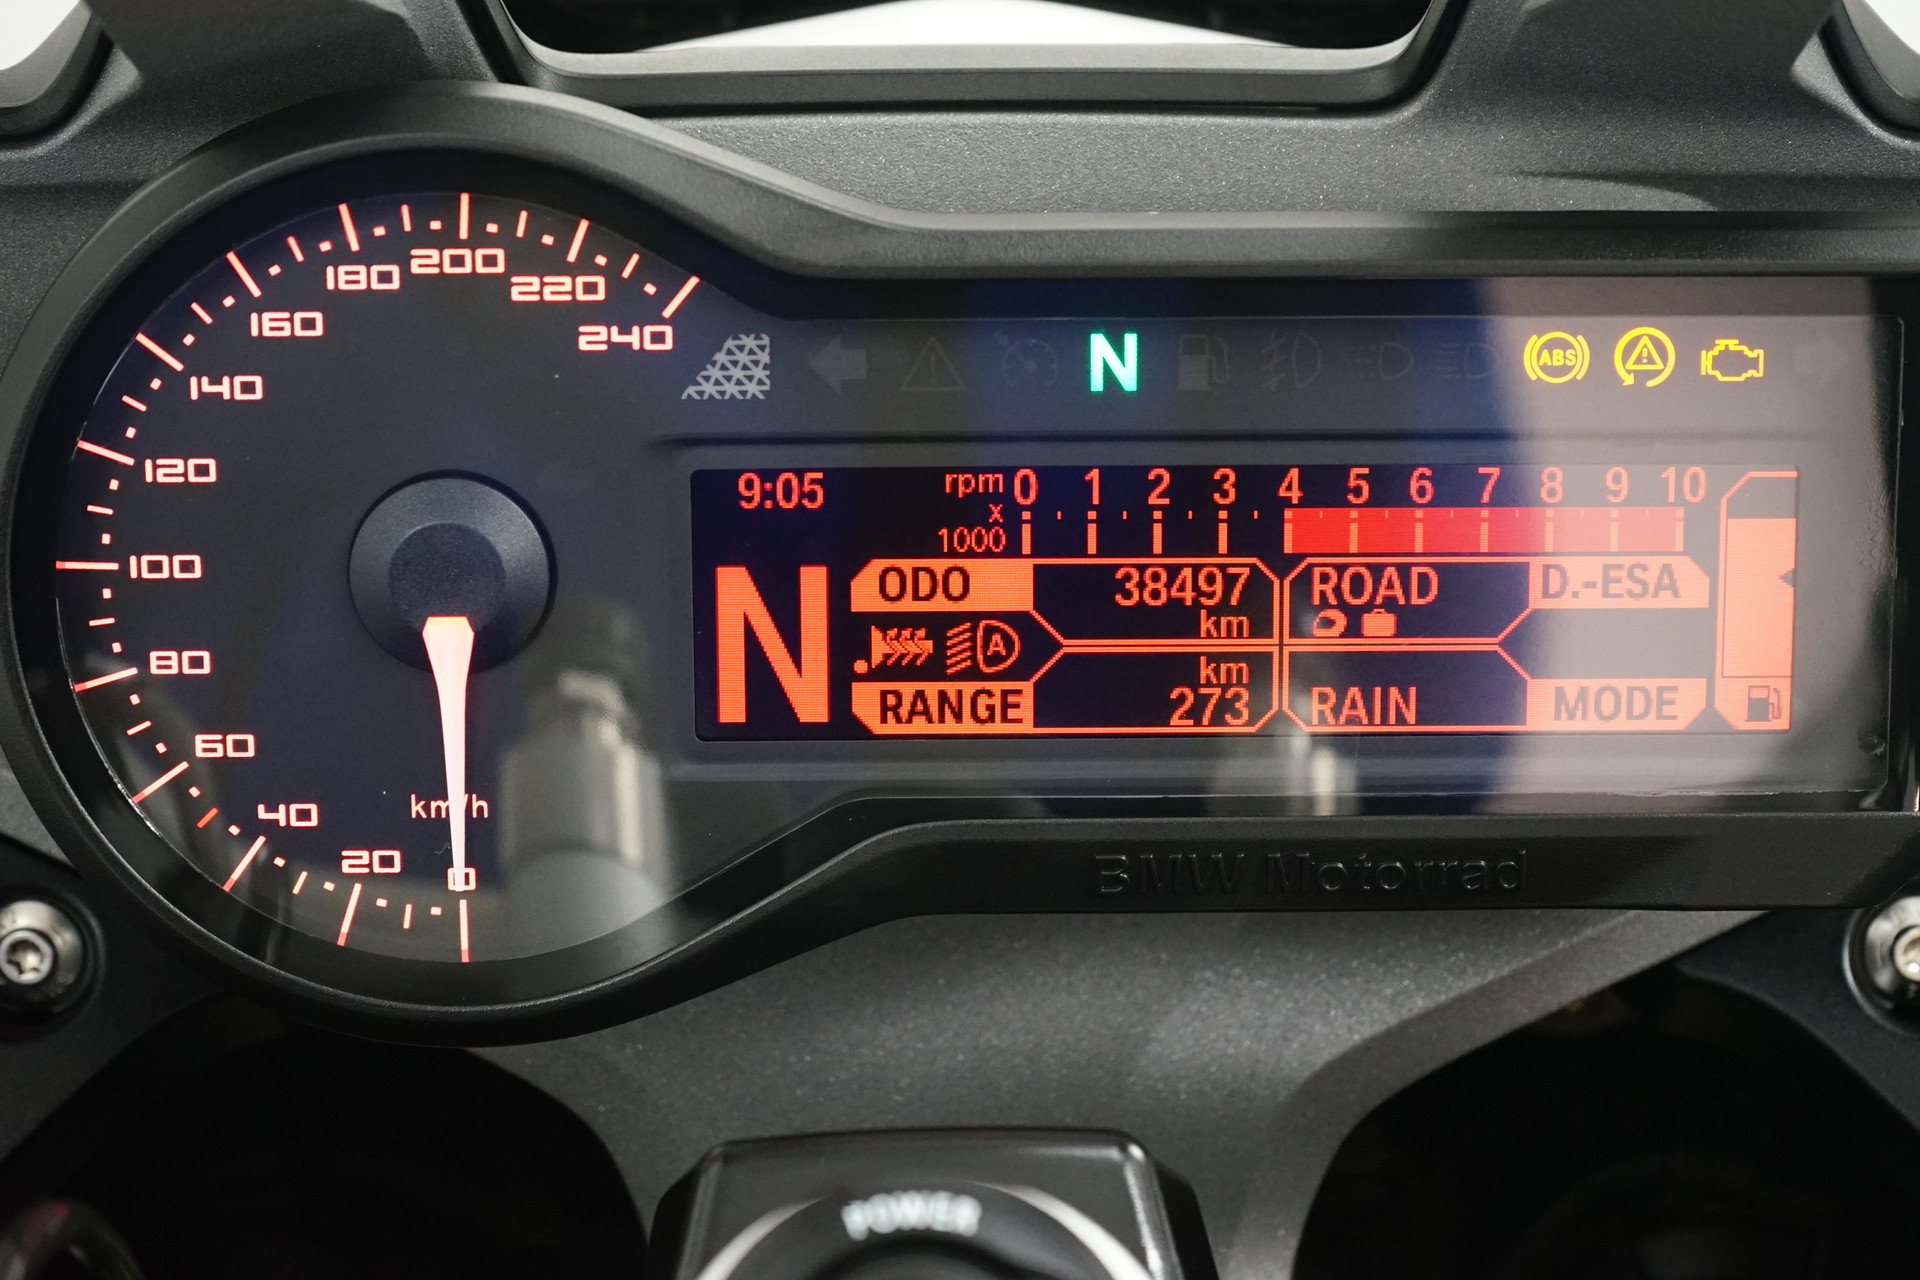 240
220
200
180
160
140
120
100
80
60
40
20
0
km/h
N
ABS
9:05
rpm 0 1 2 3 4 5 6 7 8 9 10
x
1000
N
ODO 38497 km
ROAD D.-ESA
A
RANGE 273 km
RAIN MODE
BMW Motorrad
POWER